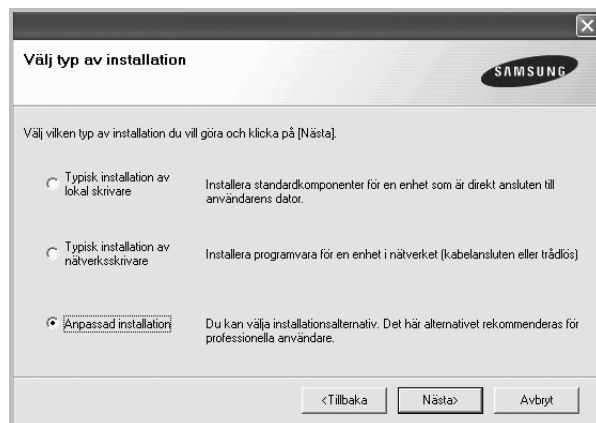 Välj typ av installation
SAMSUNG
Välj vilken typ av installation du vill göra och klicka på [Nästa].
Typisk installation av
lokal skrivare
Installera standardkomponenter för en enhet som är direkt ansluten till
användarens dator.
Typisk installation av
nätverksskrivare
Installera programvara för en enhet i nätverket (kabelansluten eller trådlös)
Anpassad installation
Du kan välja installationsalternativ. Det här alternativet rekommenderas för
professionella användare.
<Tillbaka
Nästa>
Avbryt